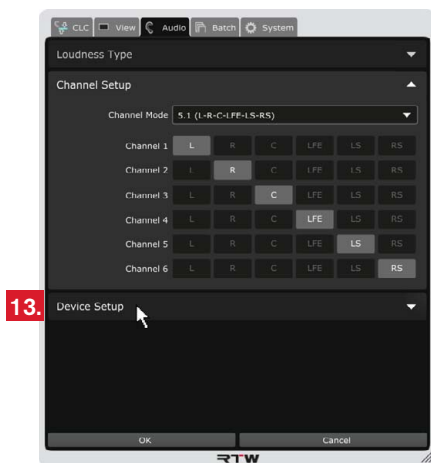 CLC View Audio Batch System
Loudness Type
Channel Setup
Channel Mode 5.1 (L-R-C-LFE-LS-RS)
Channel 1 L R C LFE LS RS
Channel 2 L R C LFE LS RS
Channel 3 L R C LFE LS RS
Channel 4 L R C LFE LS RS
Channel 5 L R C LFE LS RS
Channel 6 L R C LFE LS RS
13. Device Setup
OK Cancel
RTW